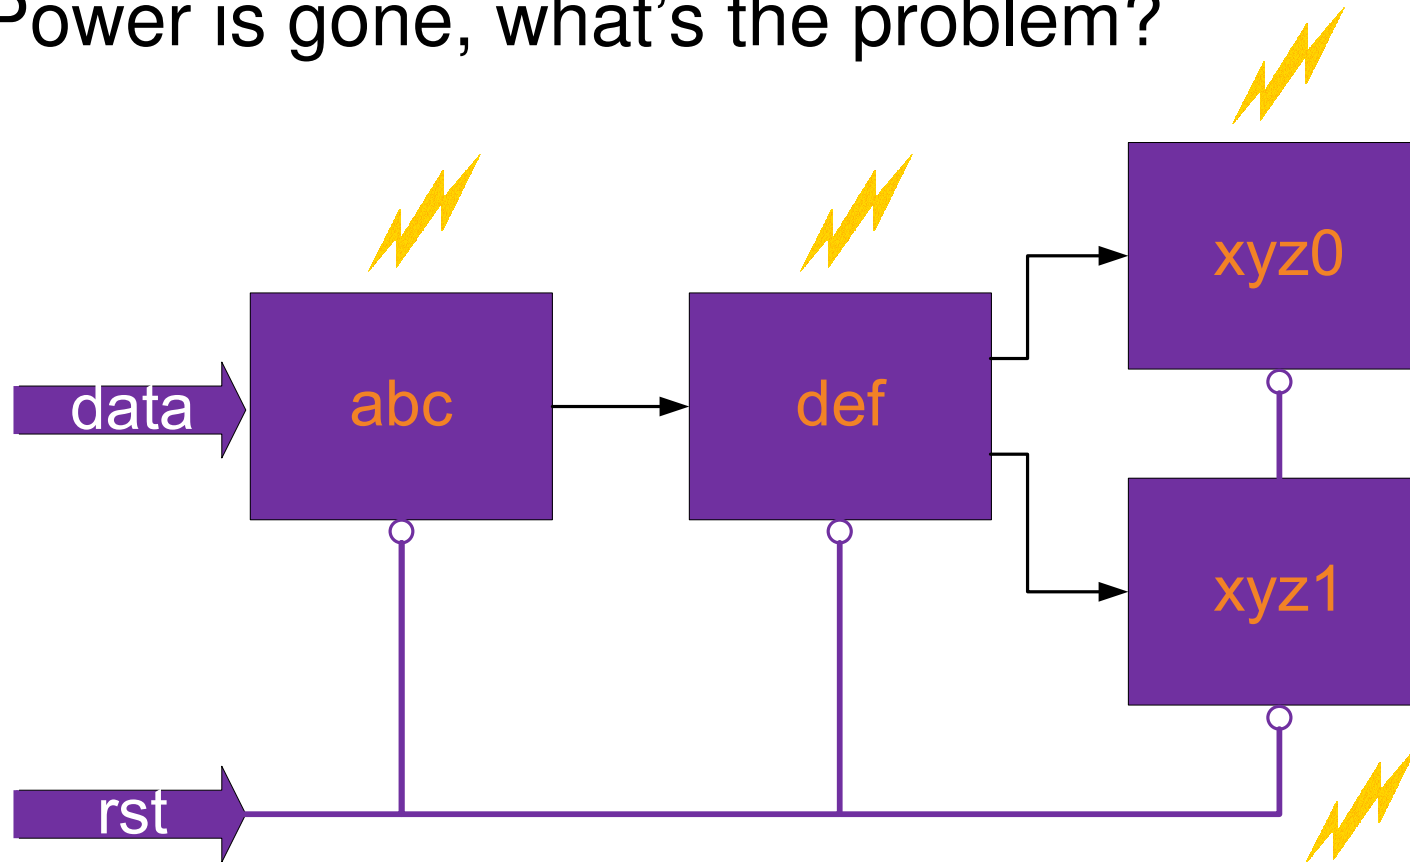 Power is gone, what's the problem?
xyz0
data
abc
def
xyz1
rst